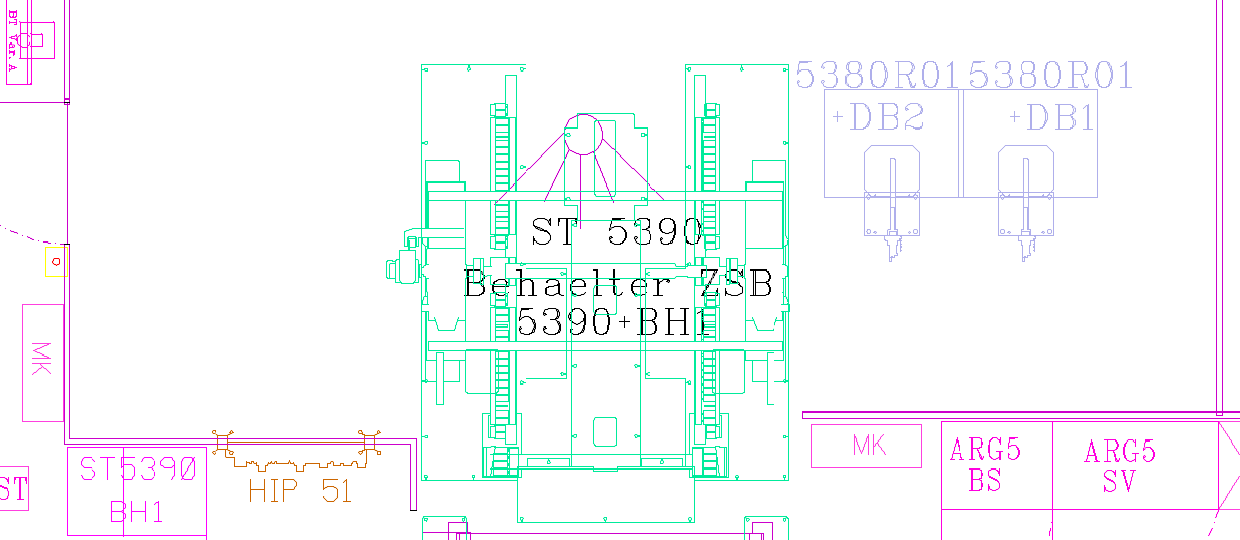 BT Var. A
5380R01 5380R01
+DB2
+DB1
ST 5390
Behaelter ZSB
5390+BH1
MK
MK
ARG5
BS
ARG5
SV
ST5390
BH1
HIP 51
ST